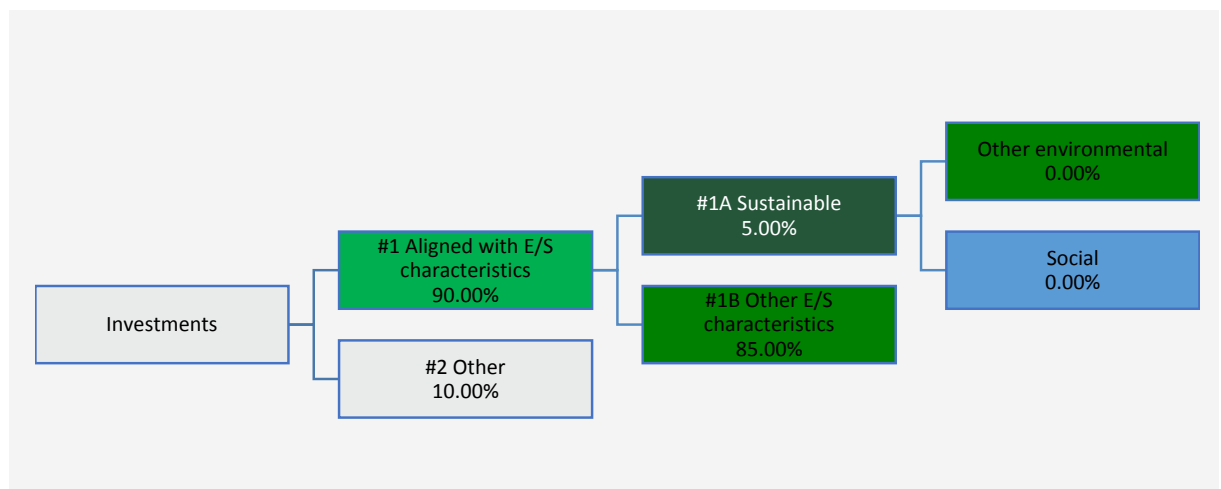 Investments
#1 Aligned with E/S
characteristics
90.00%
#2 Other
10.00%
#1A Sustainable
5.00%
#1B Other E/S
characteristics
85.00%
Other environmental
0.00%
Social
0.00%